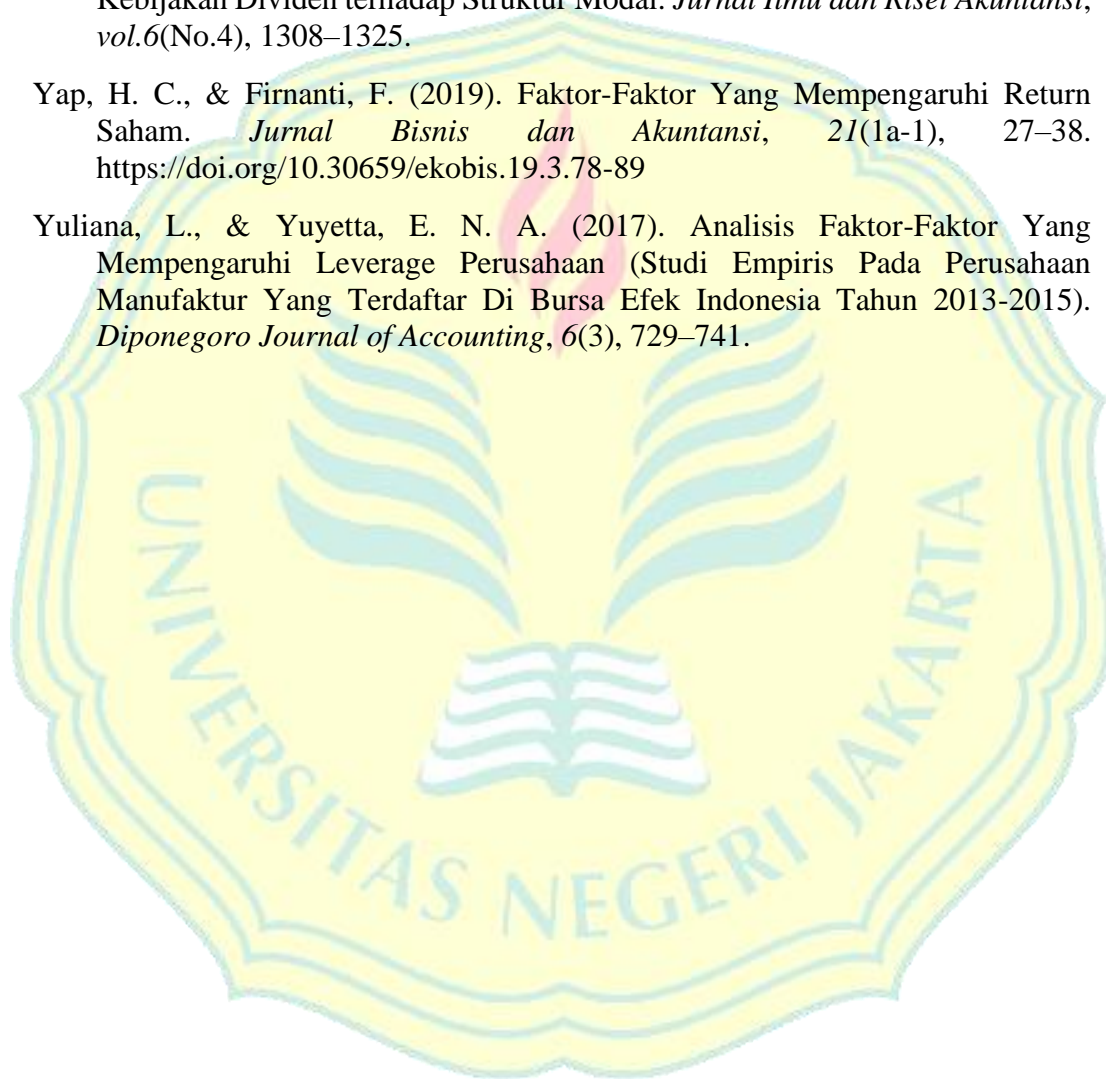 Kebijakan Dividen terhadap Struktur Modal. Jurnal Ilmu dan Riset Akuntansi,
vol.6(No.4), 1308–1325.
Yap, H. C., & Firnanti, F. (2019). Faktor-Faktor Yang Mempengaruhi Return
Saham. Jurnal Bisnis dan Akuntansi, 21(1a-1), 27–38.
https://doi.org/10.30659/ekobis.19.3.78-89
Yuliana, L., & Yuyetta, E. N. A. (2017). Analisis Faktor-Faktor Yang
Mempengaruhi Leverage Perusahaan (Studi Empiris Pada Perusahaan
Manufaktur Yang Terdaftar Di Bursa Efek Indonesia Tahun 2013-2015).
Diponegoro Journal of Accounting, 6(3), 729–741.
UNIVERSITAS NEGERI JAKARTA